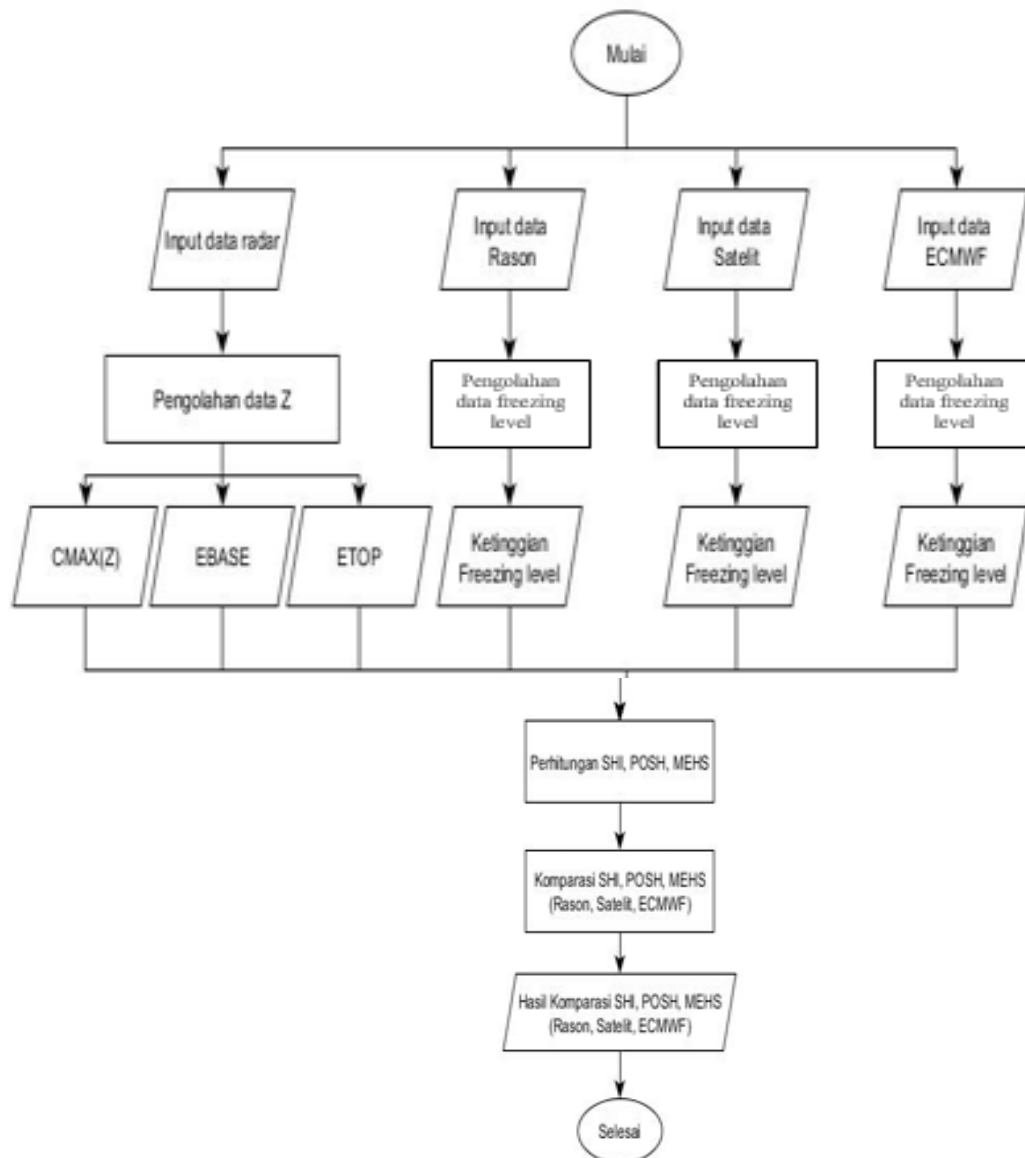 Mulai
Input data radar
Input data
Rason
Input data
Satelit
Input data
ECMWF
Pengolahan data Z
Pengolahan
data freezing
level
Pengolahan
data freezing
level
Pengolahan
data freezing
level
CMAX(Z)
EBASE
ETOP
Ketinggian
Freezing level
Ketinggian
Freezing level
Ketinggian
Freezing level
Perhitungan SHI, POSH, MEHS
Komparasi SHI, POSH, MEHS
(Rason, Satelit, ECMWF)
Hasil Komparasi SHI, POSH, MEHS
(Rason, Satelit, ECMWF)
Selesai